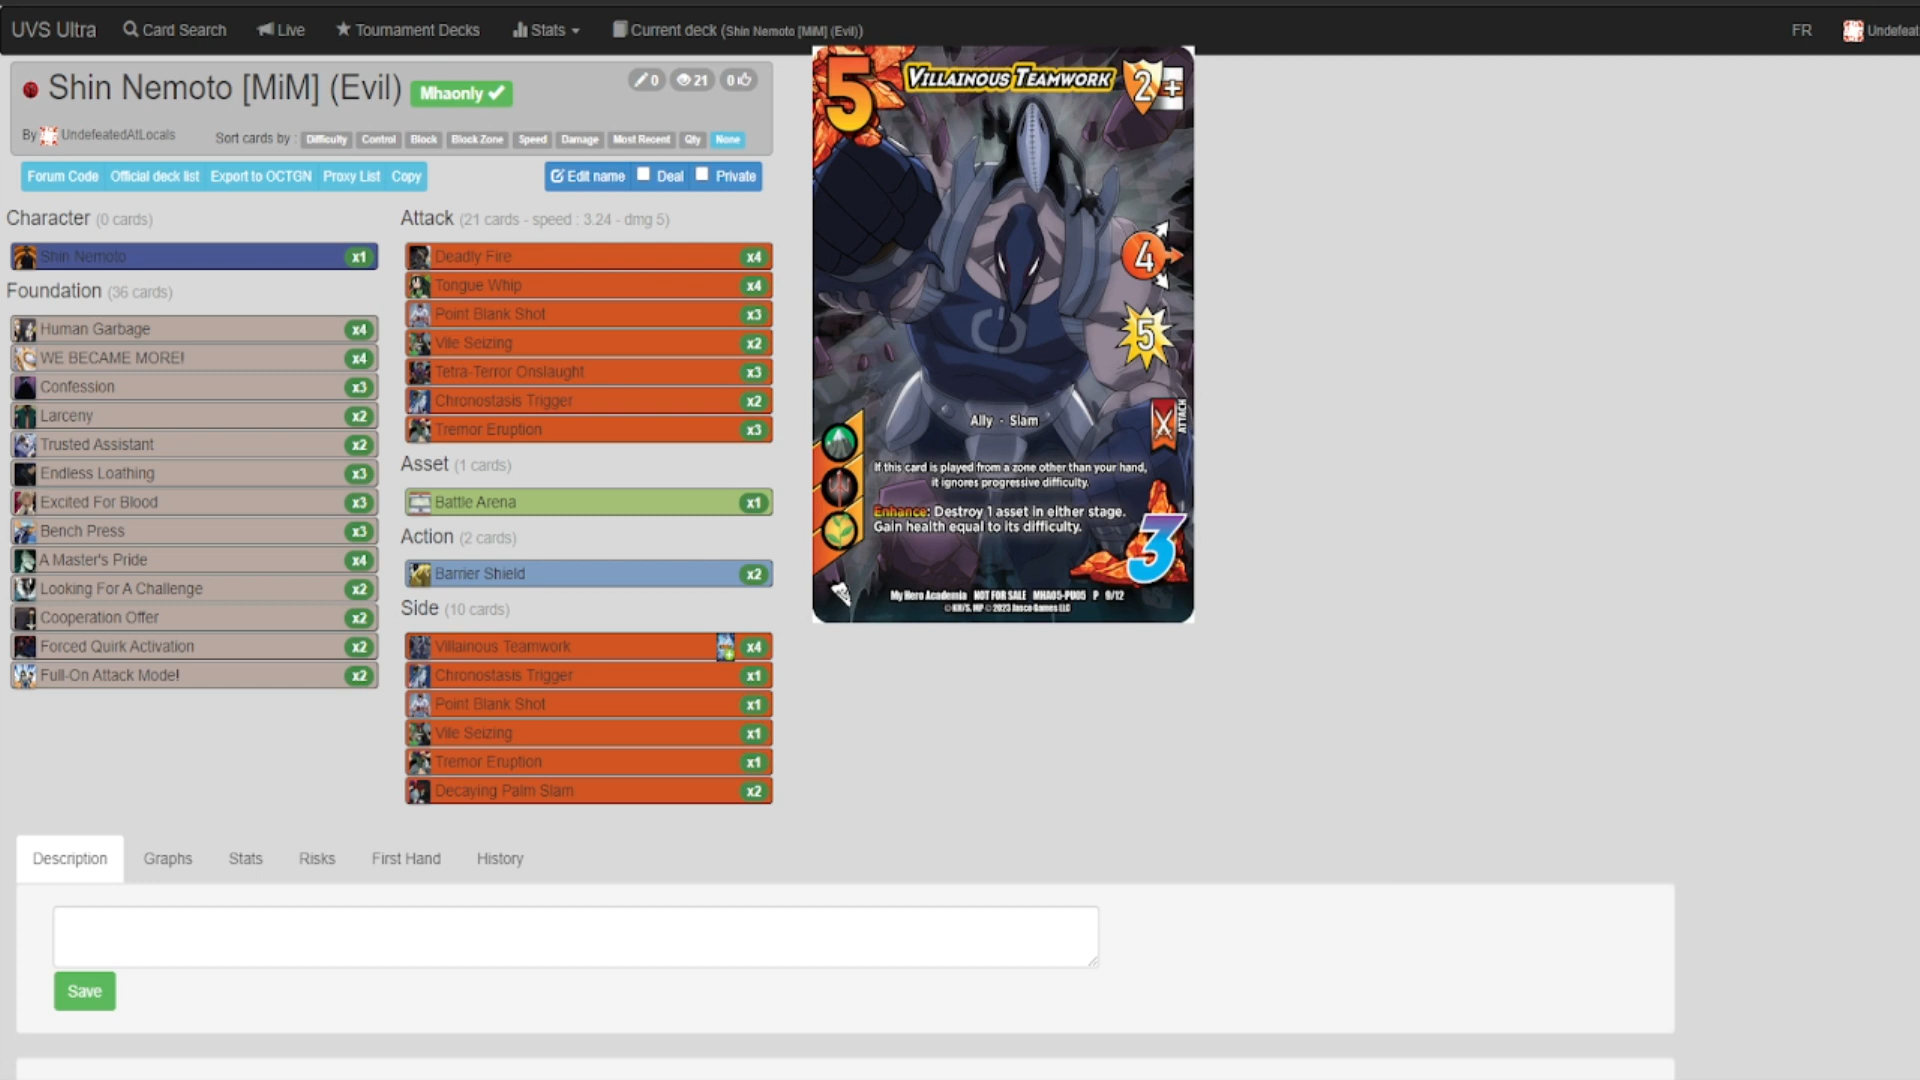 UVS Ultra Card Search Live Tournament Decks Stats Current deck (Shin Nemoto [MiM] (Evil)) FR Undefeat
Shin Nemoto [MiM] (Evil) Mhaonly 0 21 0
By UndefeatedAtLocals Sort cards by : Difficulty Control Block Block Zone Speed Damage Most Recent Qty None
Forum Code Official deck list Export to OCTGN Proxy List Copy Edit name Deal Private
Character (0 cards)
Shin Nemoto x1
Foundation (36 cards)
Human Garbage x4
WE BECAME MORE! x4
Confession x3
Larceny x2
Trusted Assistant x2
Endless Loathing x3
Excited For Blood x3
Bench Press x3
A Master's Pride x4
Looking For A Challenge x2
Cooperation Offer x2
Forced Quirk Activation x2
Full-On Attack Mode! x2
Attack (21 cards - speed : 3.24 - dmg 5)
Deadly Fire x4
Tongue Whip x4
Point Blank Shot x3
Vile Seizing x2
Tetra-Terror Onslaught x3
Chronostasis Trigger x2
Tremor Eruption x3
Asset (1 cards)
Battle Arena x1
Action (2 cards)
Barrier Shield x2
Side (10 cards)
Villainous Teamwork x4
Chronostasis Trigger x1
Point Blank Shot x1
Vile Seizing x1
Tremor Eruption x1
Decaying Palm Slam x2
5 VILLAINOUS TEAMWORK 2+
4
5
Ally - Slam
ATTACK
If this card is played from a zone other than your hand,
it ignores progressive difficulty.
Enhance: Destroy 1 asset in either stage.
Gain health equal to its difficulty.
3
My Hero Academia NOT FOR SALE MHA05-PU05 P 9/12
© KH/S, MP © 2023 Jasco Games LLC
Description Graphs Stats Risks First Hand History
Save